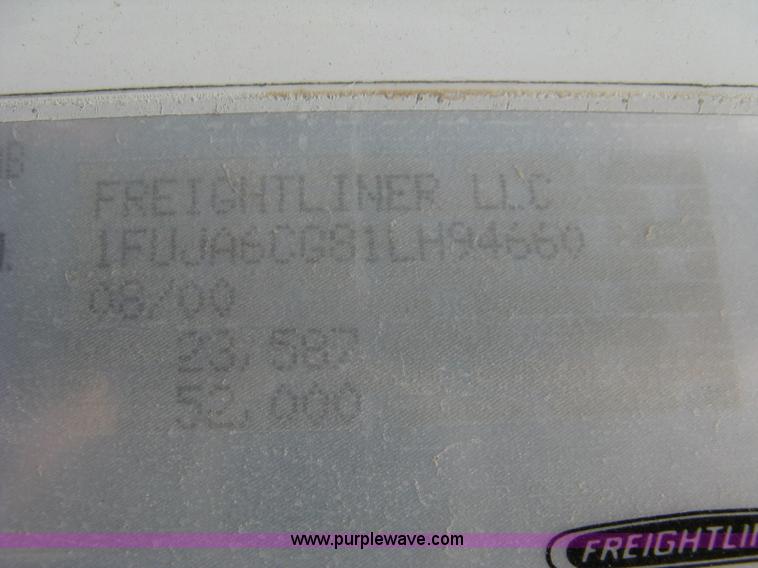 FREIGHTLINER LLC
1FUJA6CG81LH94660
08/00
23,587
52,000
www.purplewave.com
FREIGHTLIN